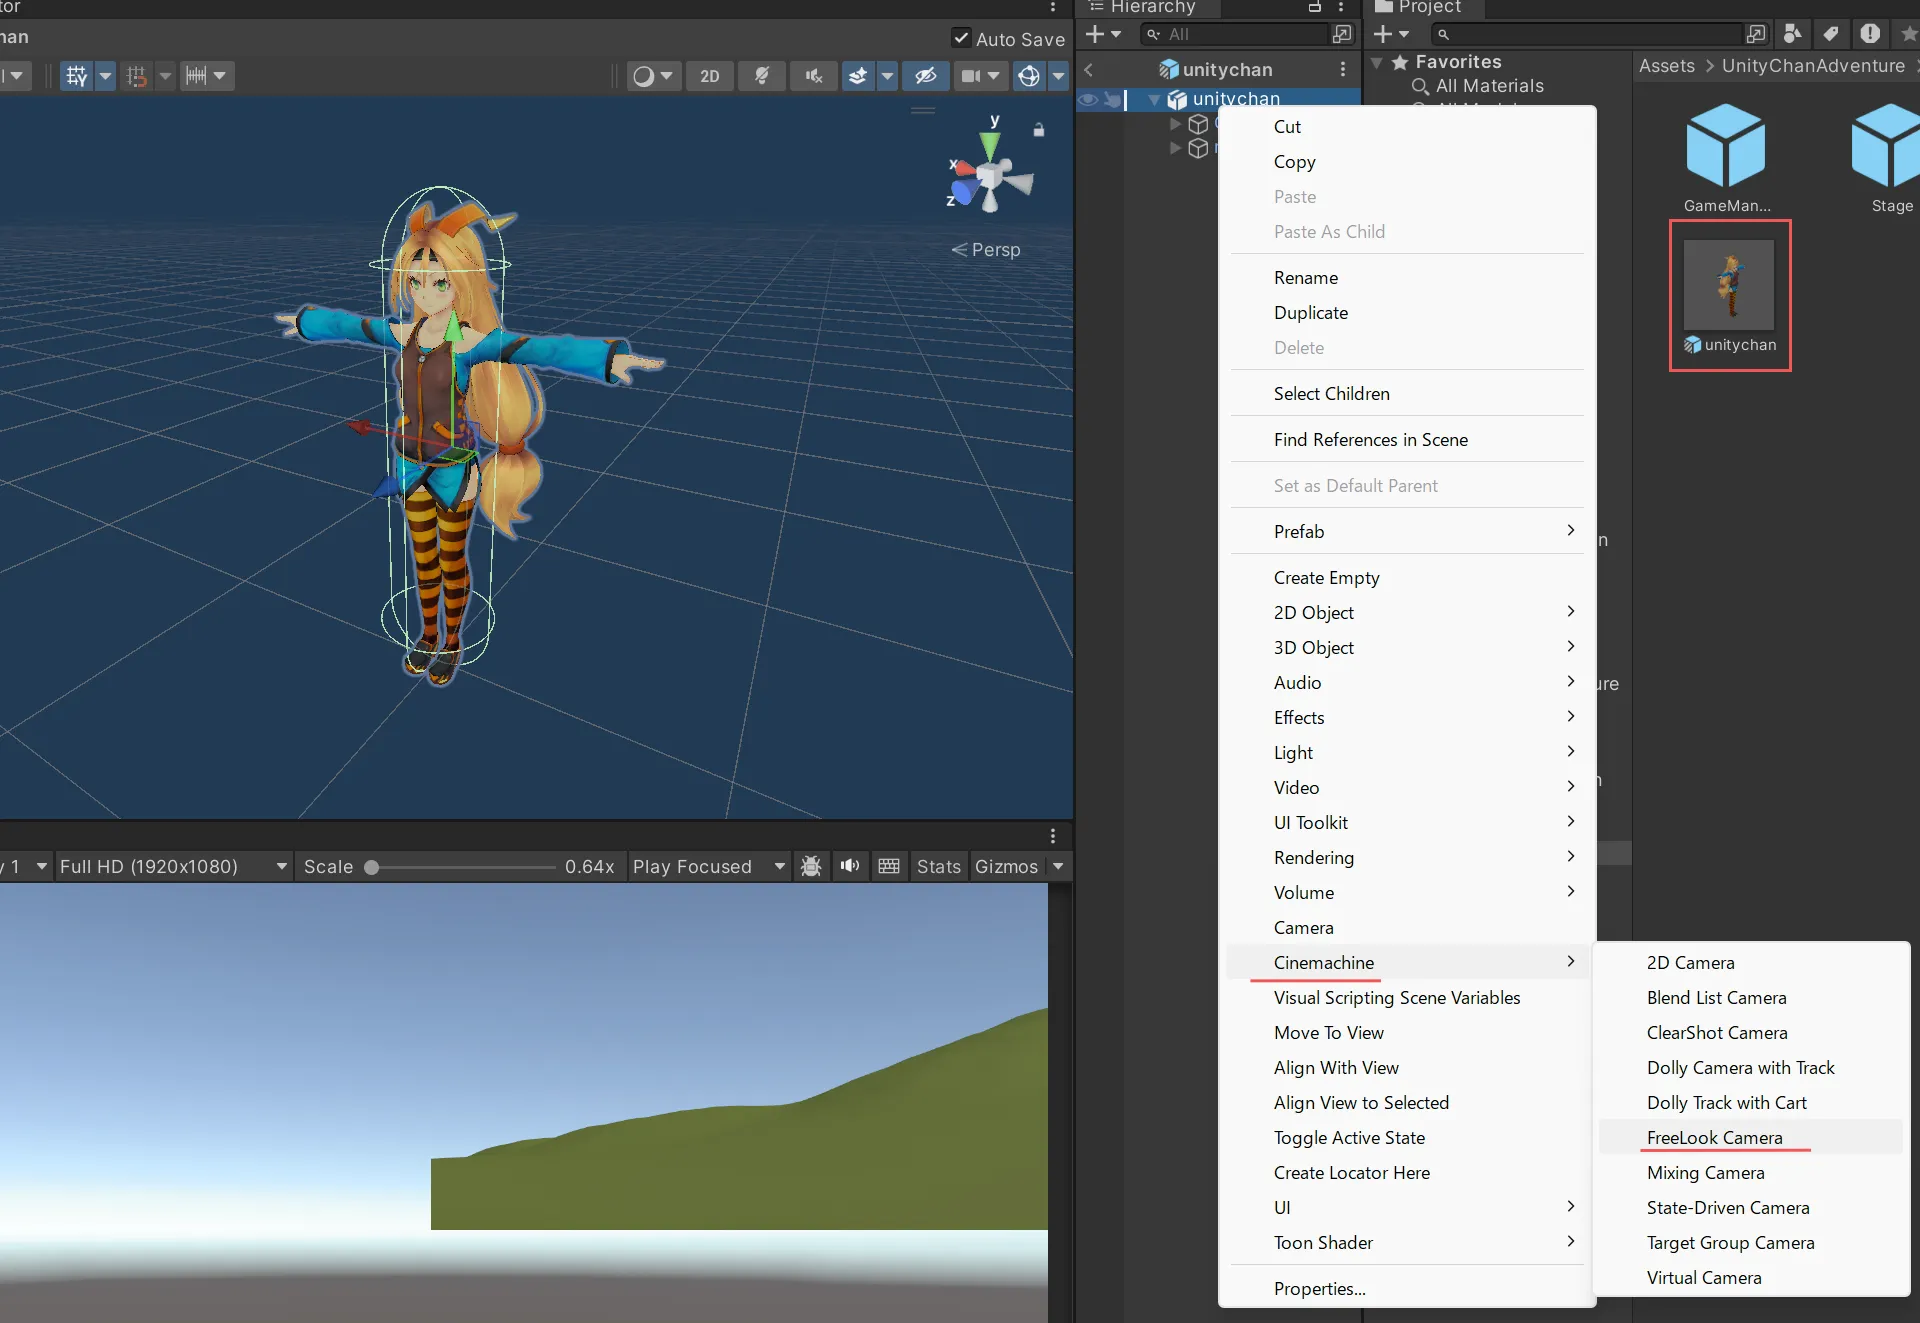 tor
han
Auto Save
2D
y
x
z
Persp
y 1
Full HD (1920x1080)
Scale
0.64x
Play Focused
Stats
Gizmos
Hierarchy
All
unitychan
unitychan
Cut
Copy
Paste
Paste As Child
Rename
Duplicate
Delete
Select Children
Find References in Scene
Set as Default Parent
Prefab
Create Empty
2D Object
3D Object
Audio
Effects
Light
Video
UI Toolkit
Rendering
Volume
Camera
Cinemachine
Visual Scripting Scene Variables
Move To View
Align With View
Align View to Selected
Toggle Active State
Create Locator Here
UI
Toon Shader
Properties...
2D Camera
Blend List Camera
ClearShot Camera
Dolly Camera with Track
Dolly Track with Cart
FreeLook Camera
Mixing Camera
State-Driven Camera
Target Group Camera
Virtual Camera
Project
Favorites
All Materials
n
ure
Assets > UnityChanAdventure >
GameMan...
Stage
unitychan